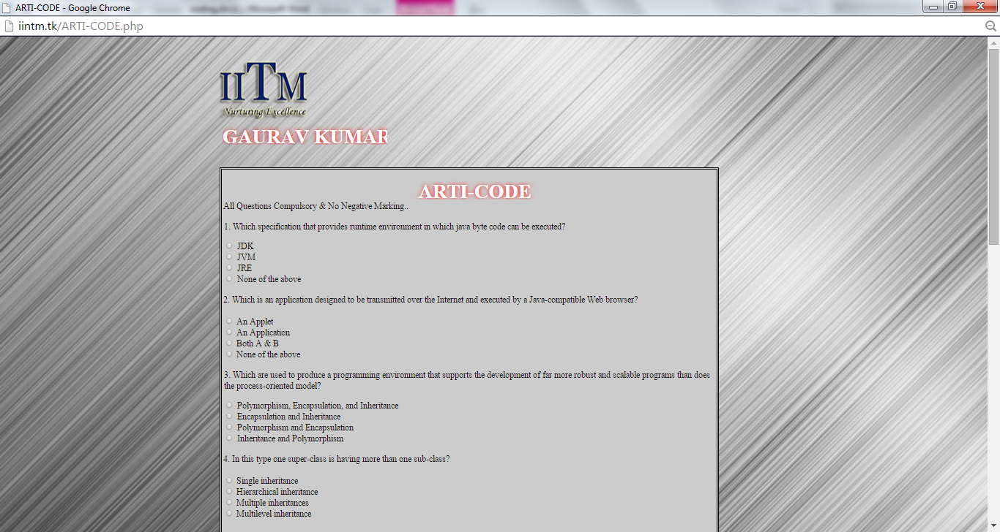 ARTI-CODE - Google Chrome
iintm.tk/ARTI-CODE.php
IITM
Nurturing Excellence
GAURAV KUMAR
ARTI-CODE
All Questions Compulsory & No Negative Marking..
1. Which specification that provides runtime environment in which java byte code can be executed?
JDK
JVM
JRE
None of the above
2. Which is an application designed to be transmitted over the Internet and executed by a Java-compatible Web browser?
An Applet
An Application
Both A & B
None of the above
3. Which are used to produce a programming environment that supports the development of far more robust and scalable programs than does
the process-oriented model?
Polymorphism, Encapsulation, and Inheritance
Encapsulation and Inheritance
Polymorphism and Encapsulation
Inheritance and Polymorphism
4. In this type one super-class is having more than one sub-class?
Single inheritance
Hierarchical inheritance
Multiple inheritances
Multilevel inheritance